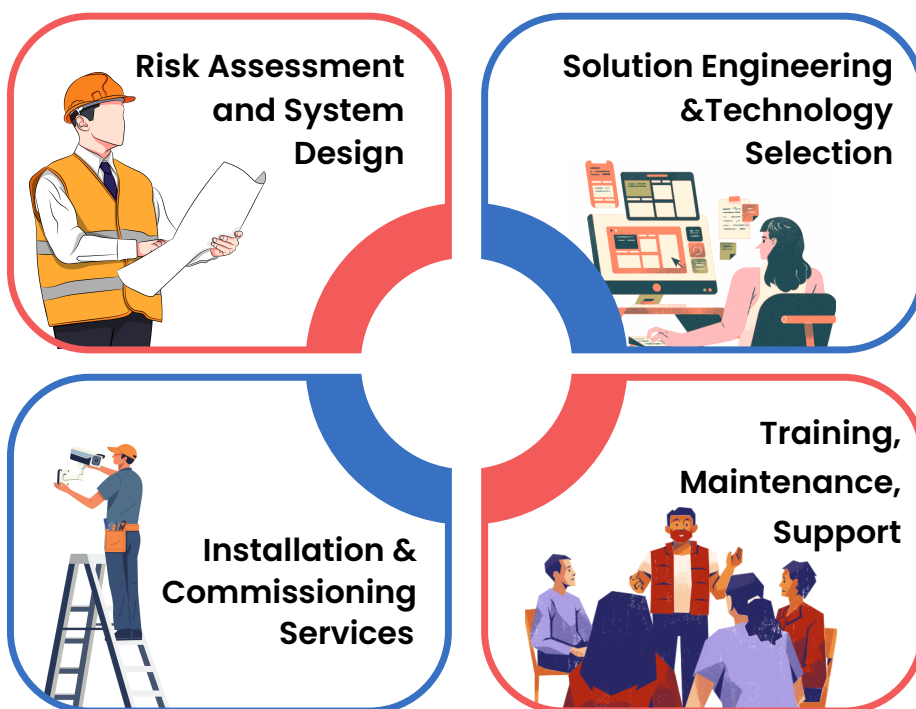 Risk Assessment
and System
Design
Solution Engineering
&Technology
Selection
Installation &
Commissioning
Services
Training,
Maintenance,
Support